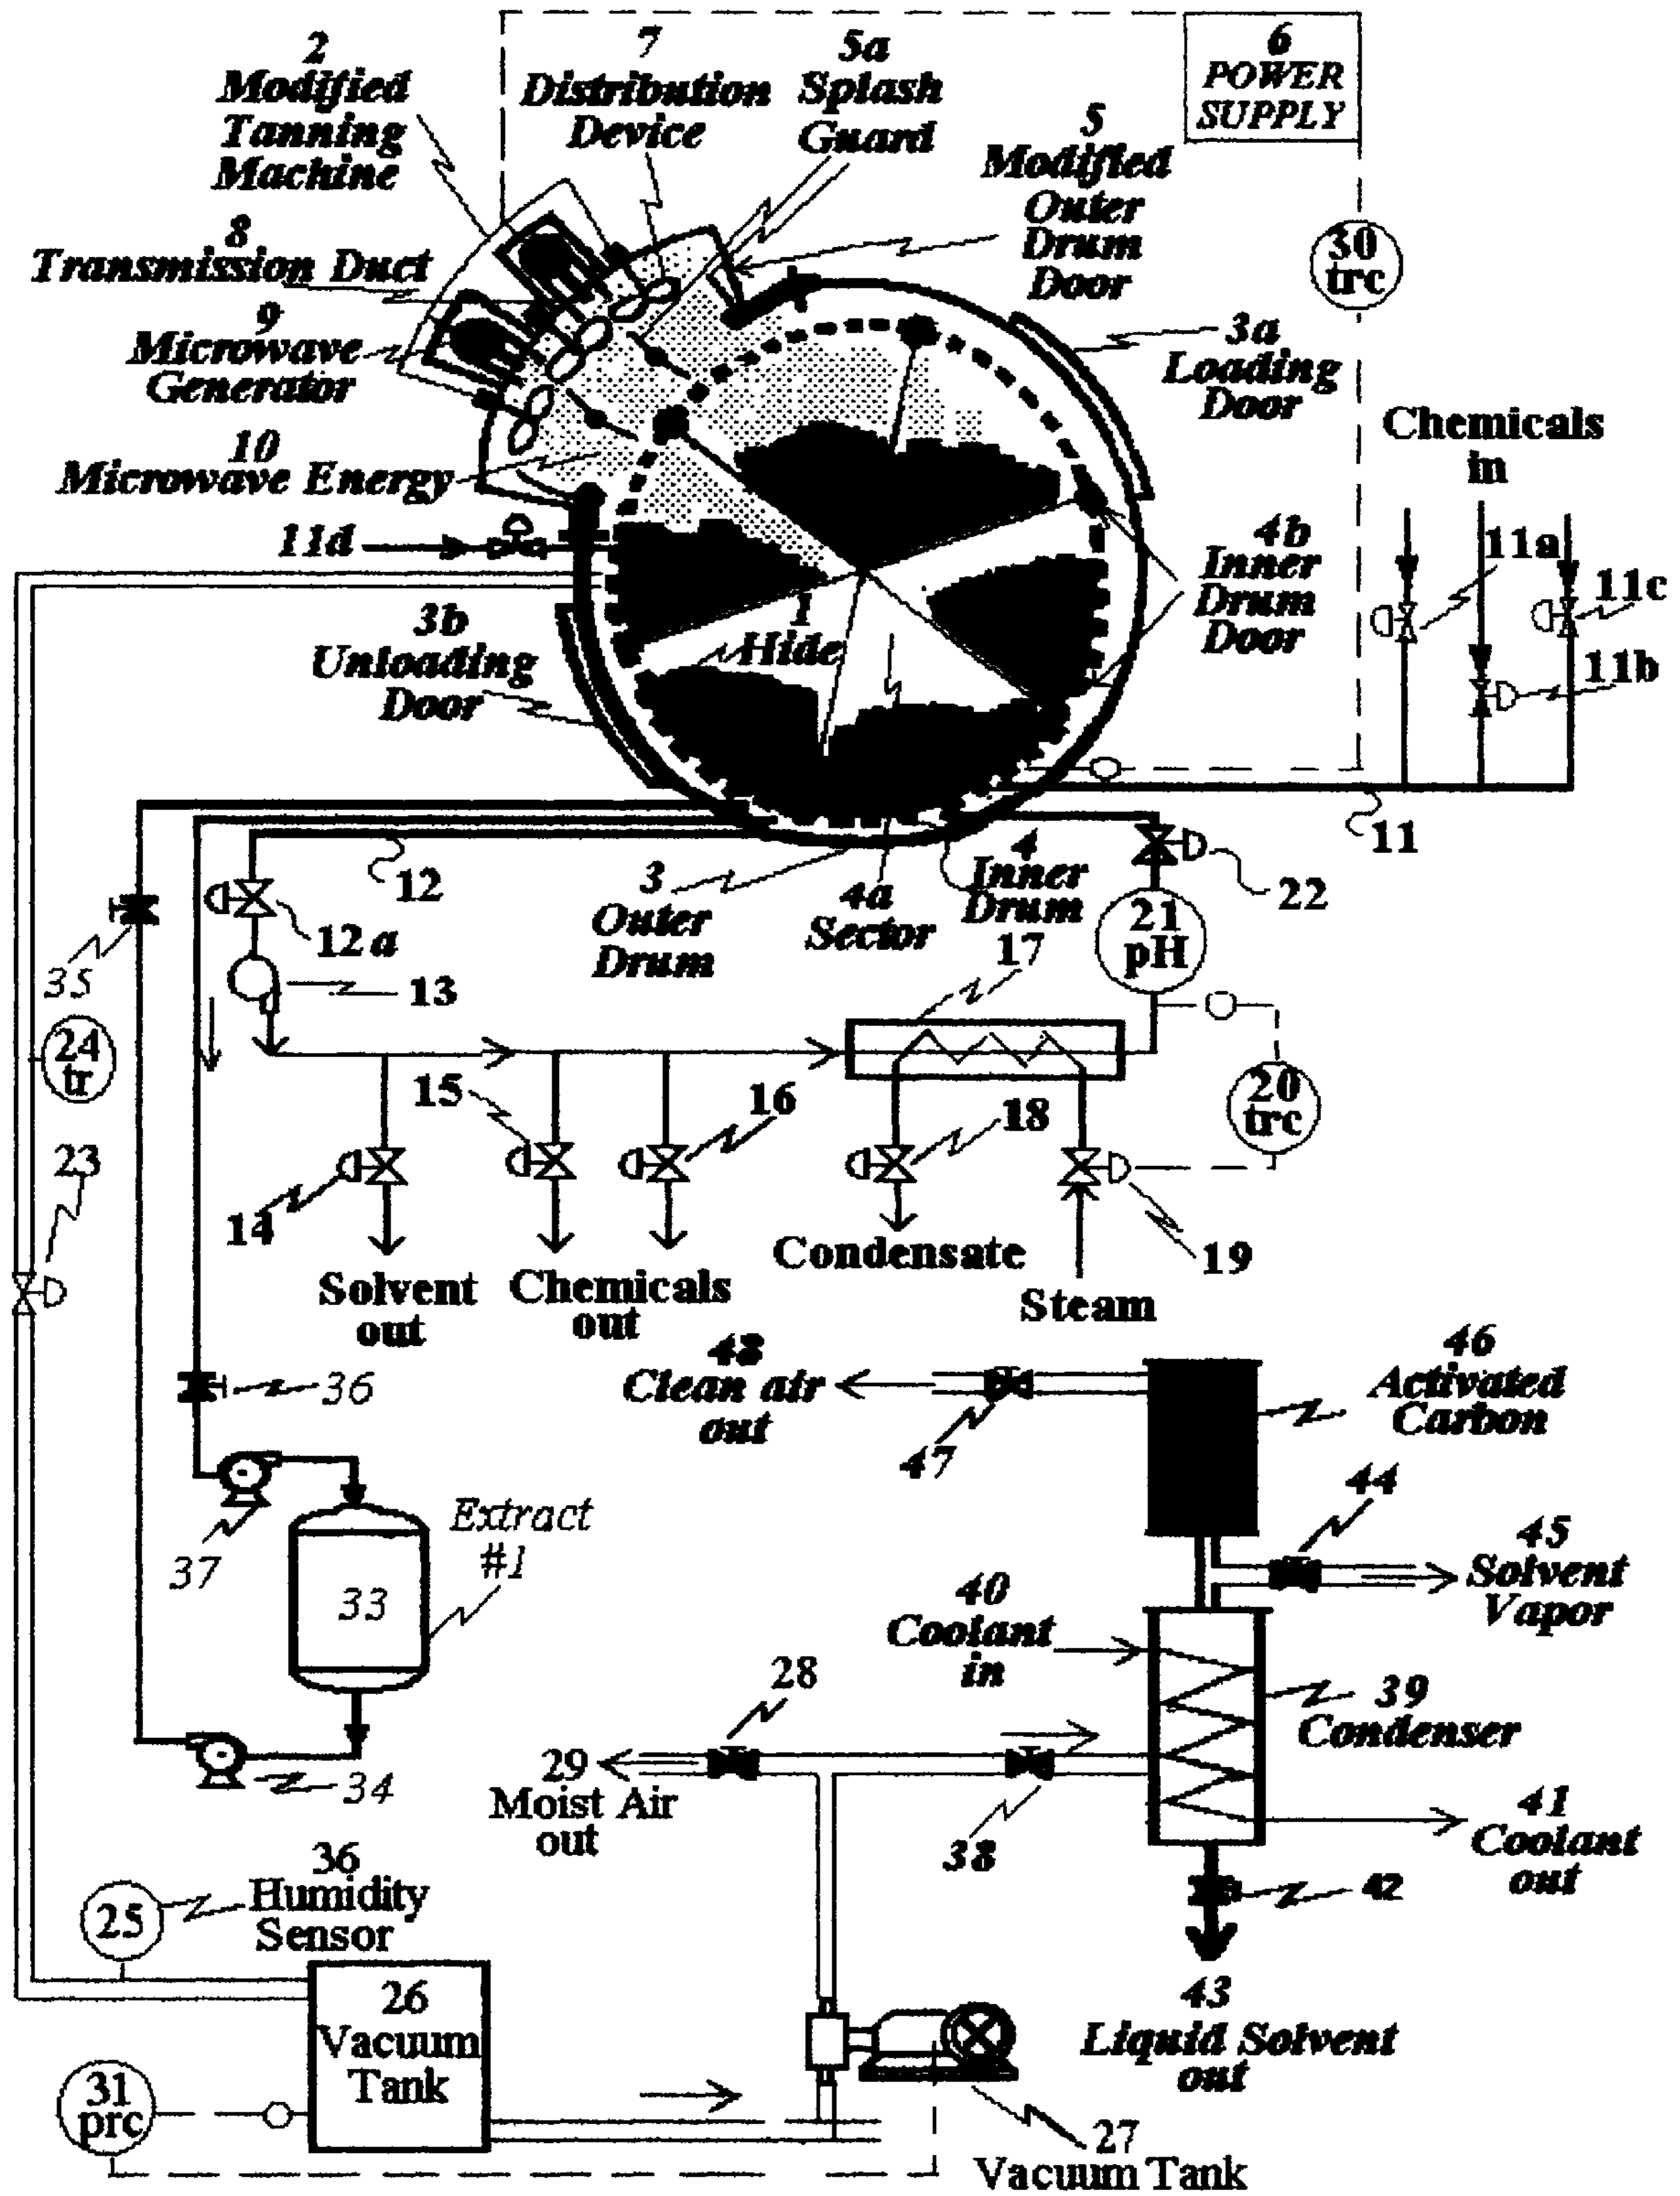 2
Modified
Tanning
Machine
7
Distribution
Device
5a
Splash
Guard
6
POWER
SUPPLY
5
Modified
Outer
Drum
Door
8
Transmission Duct
30
trc
9
Microwave
Generator
3a
Loading
Door
Chemicals
in
10
Microwave Energy
11d
4b
Inner
Drum
Door
11a
11c
11b
3b
Unloading
Door
1
Hide
11
12
3
Outer
Drum
4a
Sector
4
Inner
Drum
22
21
pH
12a
35
13
17
24
tr
15
16
18
20
trc
23
14
19
Solvent
out
Chemicals
out
Condensate
Steam
48
Clean air
out
46
Activated
Carbon
36
47
44
37
Extract
#1
33
45
Solvent
Vapor
40
Coolant
in
28
39
Condenser
34
29
Moist Air
out
38
41
Coolant
out
42
36
Humidity
Sensor
25
26
Vacuum
Tank
43
Liquid Solvent
out
31
prc
27
Vacuum Tank